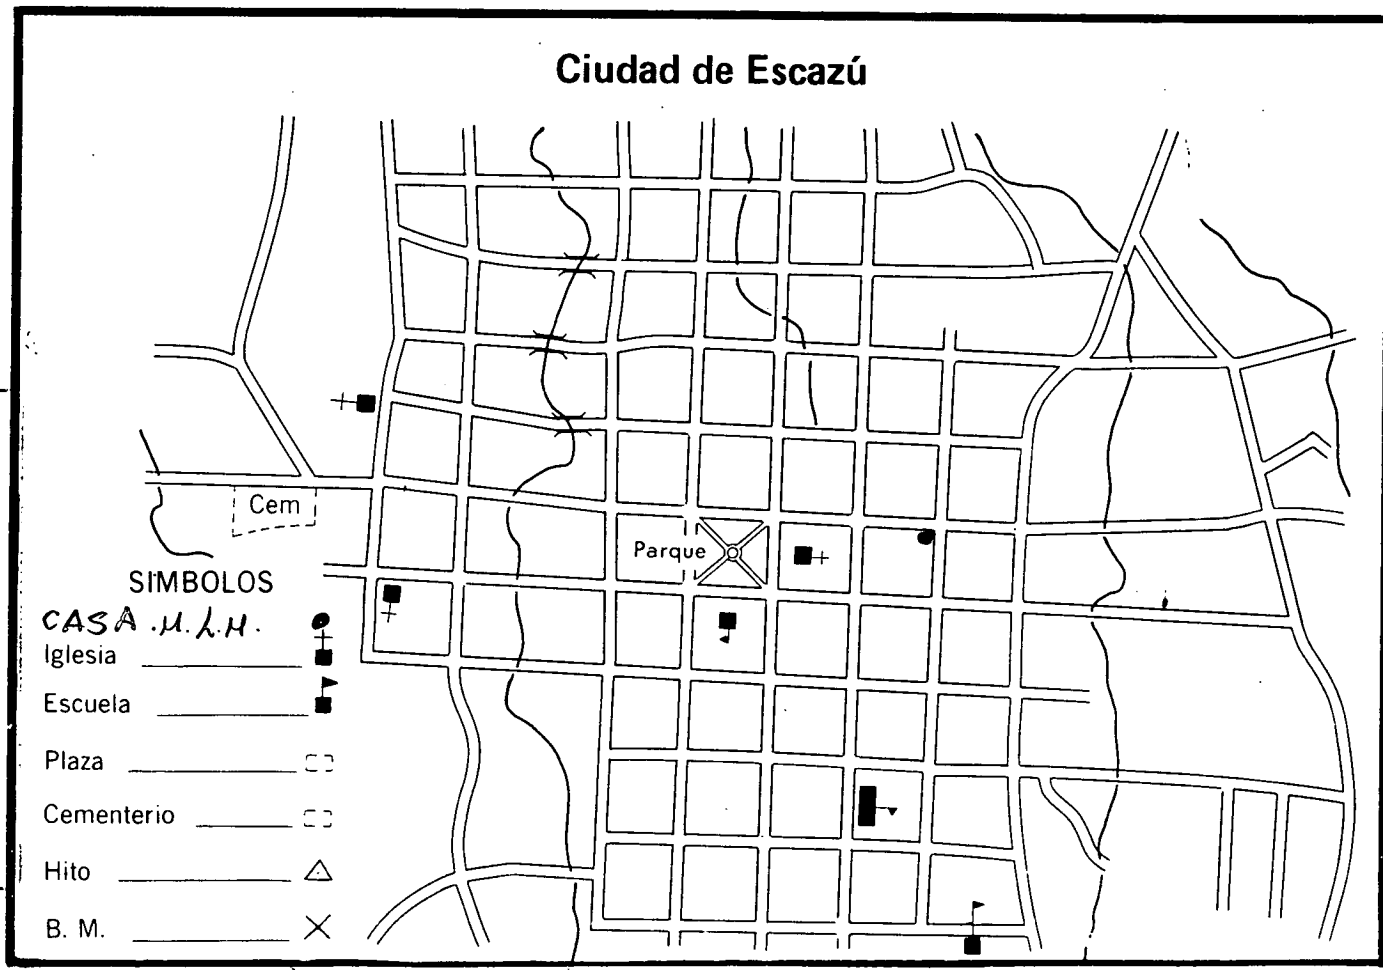 Ciudad de Escazú
Cem
Parque
SIMBOLOS
CASA .M.L.M.
Iglesia
Escuela
Plaza
Cementerio
Hito
B. M.